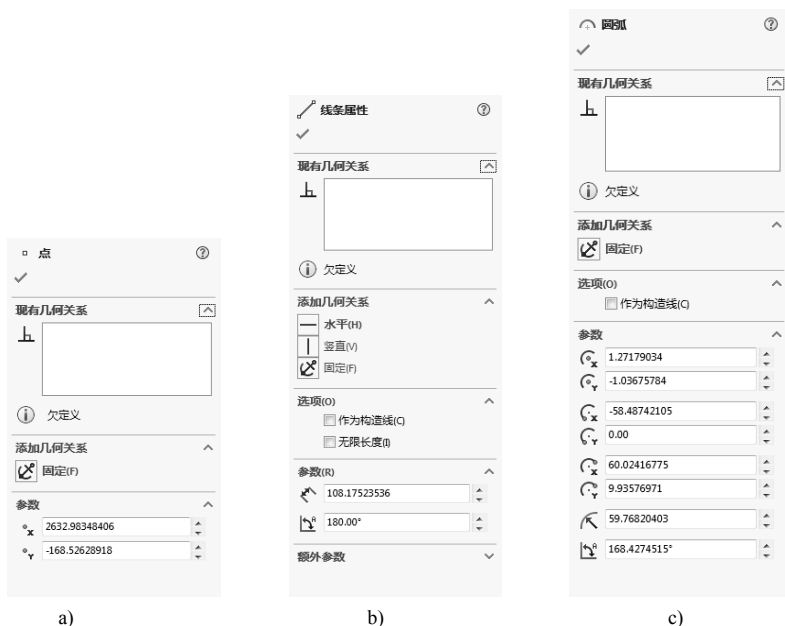 点
现有几何关系
欠定义
添加几何关系
固定(F)
参数
2632.98348406
-168.52628918
a)
线条属性
现有几何关系
欠定义
添加几何关系
水平(H)
竖直(V)
固定(F)
选项(O)
作为构造线(C)
无限长度(I)
参数(R)
108.17523536
180.00°
额外参数
b)
圆弧
现有几何关系
欠定义
添加几何关系
固定(F)
选项(O)
作为构造线(C)
参数
1.27179034
-1.03675784
-58.48742105
0.00
60.02416775
9.93576971
59.76820403
168.4274515°
c)